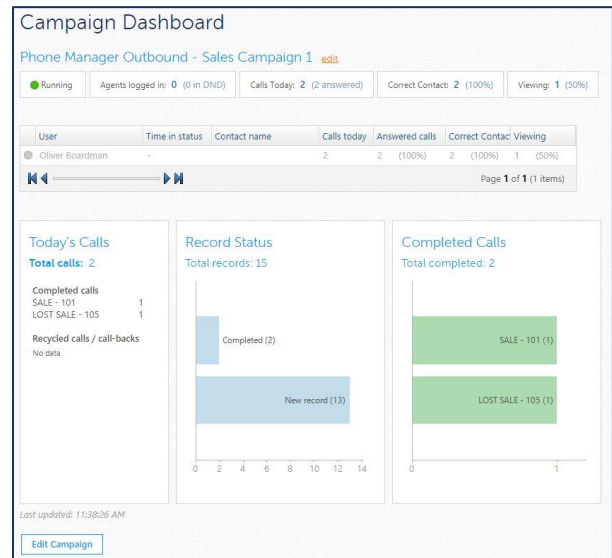 Campaign Dashboard
Phone Manager Outbound - Sales Campaign 1 edit
Running
Agents logged in: 0 (0 in DND)
Calls Today: 2 (2 answered)
Correct Contact: 2 (100%)
Viewing: 1 (50%)
User Time in status Contact name Calls today Answered calls Correct Contac Viewing
Oliver Boardman - 2 2 (100%) 2 (100%) 1 (50%)
Page 1 of 1 (1 items)
Today's Calls
Total calls: 2
Completed calls
SALE - 101 1
LOST SALE - 105 1
Recycled calls / call-backs
No data
Record Status
Total records: 15
Completed (2)
New record (13)
0 2 4 6 8 10 12 14
Completed Calls
Total completed: 2
SALE - 101 (1)
LOST SALE - 105 (1)
0 1
Last updated: 11:38:26 AM
Edit Campaign